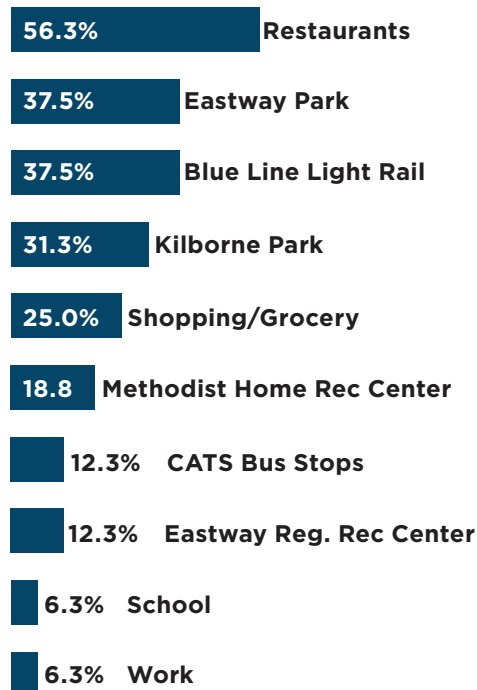 56.3% Restaurants
37.5% Eastway Park
37.5% Blue Line Light Rail
31.3% Kilborne Park
25.0% Shopping/Grocery
18.8 Methodist Home Rec Center
12.3% CATS Bus Stops
12.3% Eastway Reg. Rec Center
6.3% School
6.3% Work